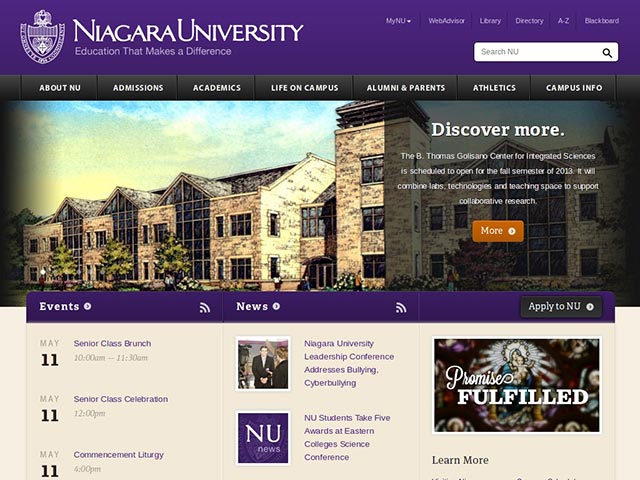 NIAGARA UNIVERSITY
Education That Makes a Difference
MyNU
WebAdvisor
Library
Directory
A-Z
Blackboard
Search NU
ABOUT NU
ADMISSIONS
ACADEMICS
LIFE ON CAMPUS
ALUMNI & PARENTS
ATHLETICS
CAMPUS INFO
Discover more.
The B. Thomas Golisano Center for Integrated Sciences
is scheduled to open for the fall semester of 2013. It will
combine labs, technologies and teaching space to support
collaborative research.
More
Events
News
Apply to NU
MAY
11
Senior Class Brunch
10:00am — 11:30am
MAY
11
Senior Class Celebration
12:00pm
MAY
11
Commencement Liturgy
4:00pm
Niagara University
Leadership Conference
Addresses Bullying,
Cyberbullying
NU
news
NU Students Take Five
Awards at Eastern
Colleges Science
Conference
Promise
FULFILLED
Learn More